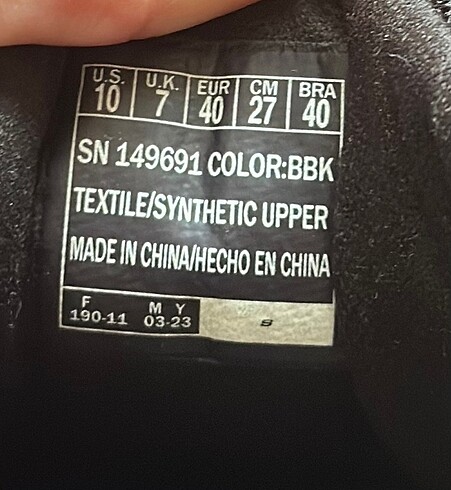 U.S. U.K. EUR CM BRA
10 7 40 27 40
SN 149691 COLOR:BBK
TEXTILE/SYNTHETIC UPPER
MADE IN CHINA/HECHO EN CHINA
F M Y
190-11 03-23
S